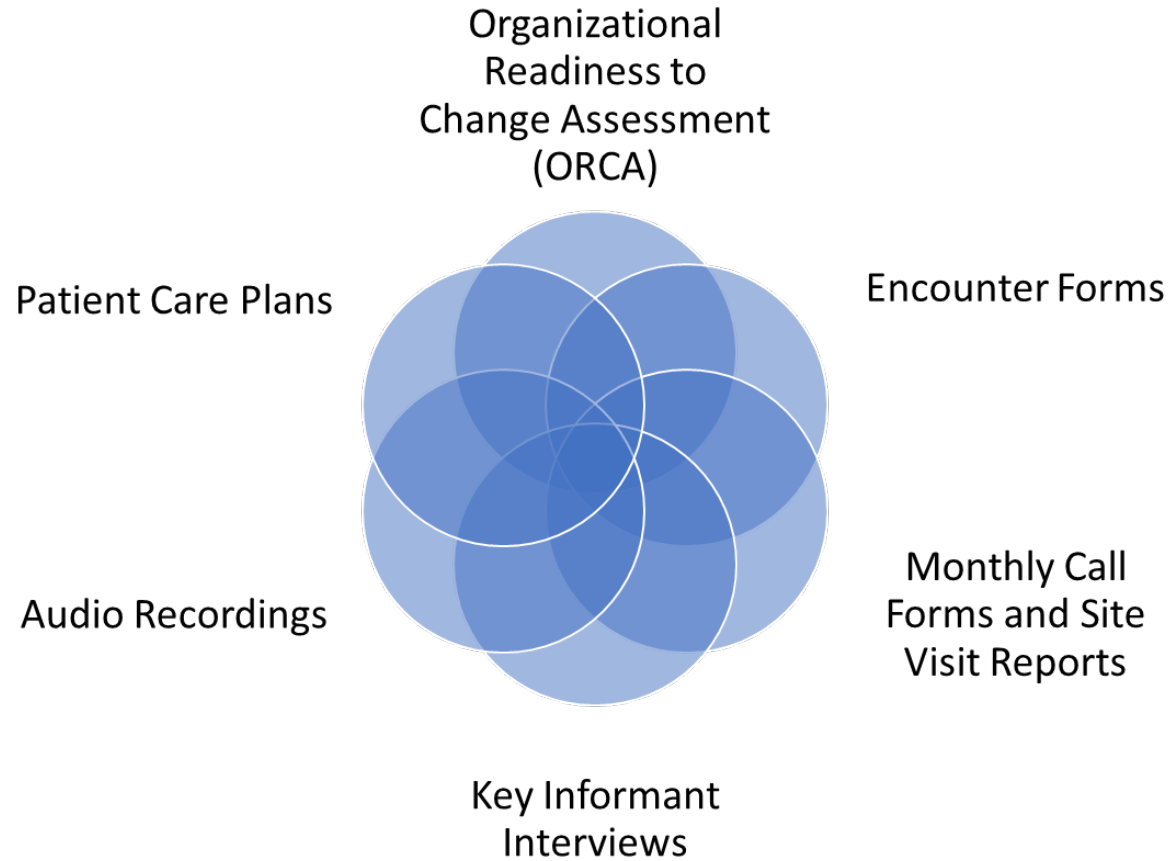 Organizational
Readiness to
Change Assessment
(ORCA)
Patient Care Plans
Encounter Forms
Audio Recordings
Monthly Call
Forms and Site
Visit Reports
Key Informant
Interviews